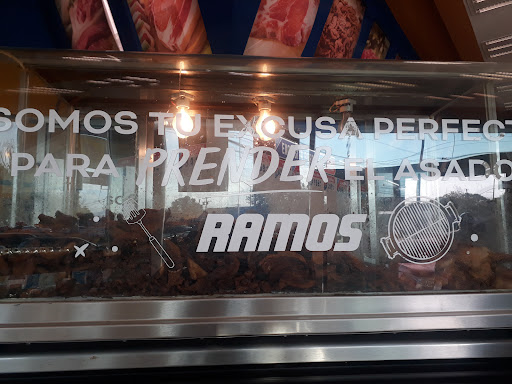 SOMOS TU EXCUSA PERFECT
PARA PRENDER EL ASADO
RAMOS